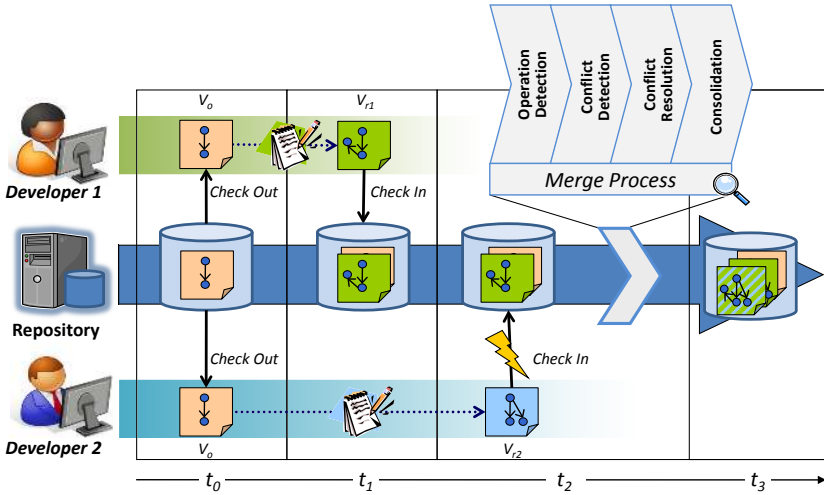 Operation
Detection
Conflict
Detection
Conflict
Resolution
Consolidation
Merge Process
Vo
Vr1
Developer 1
Check Out
Check In
Repository
Check Out
Check In
Developer 2
Vo
Vr2
t0
t1
t2
t3